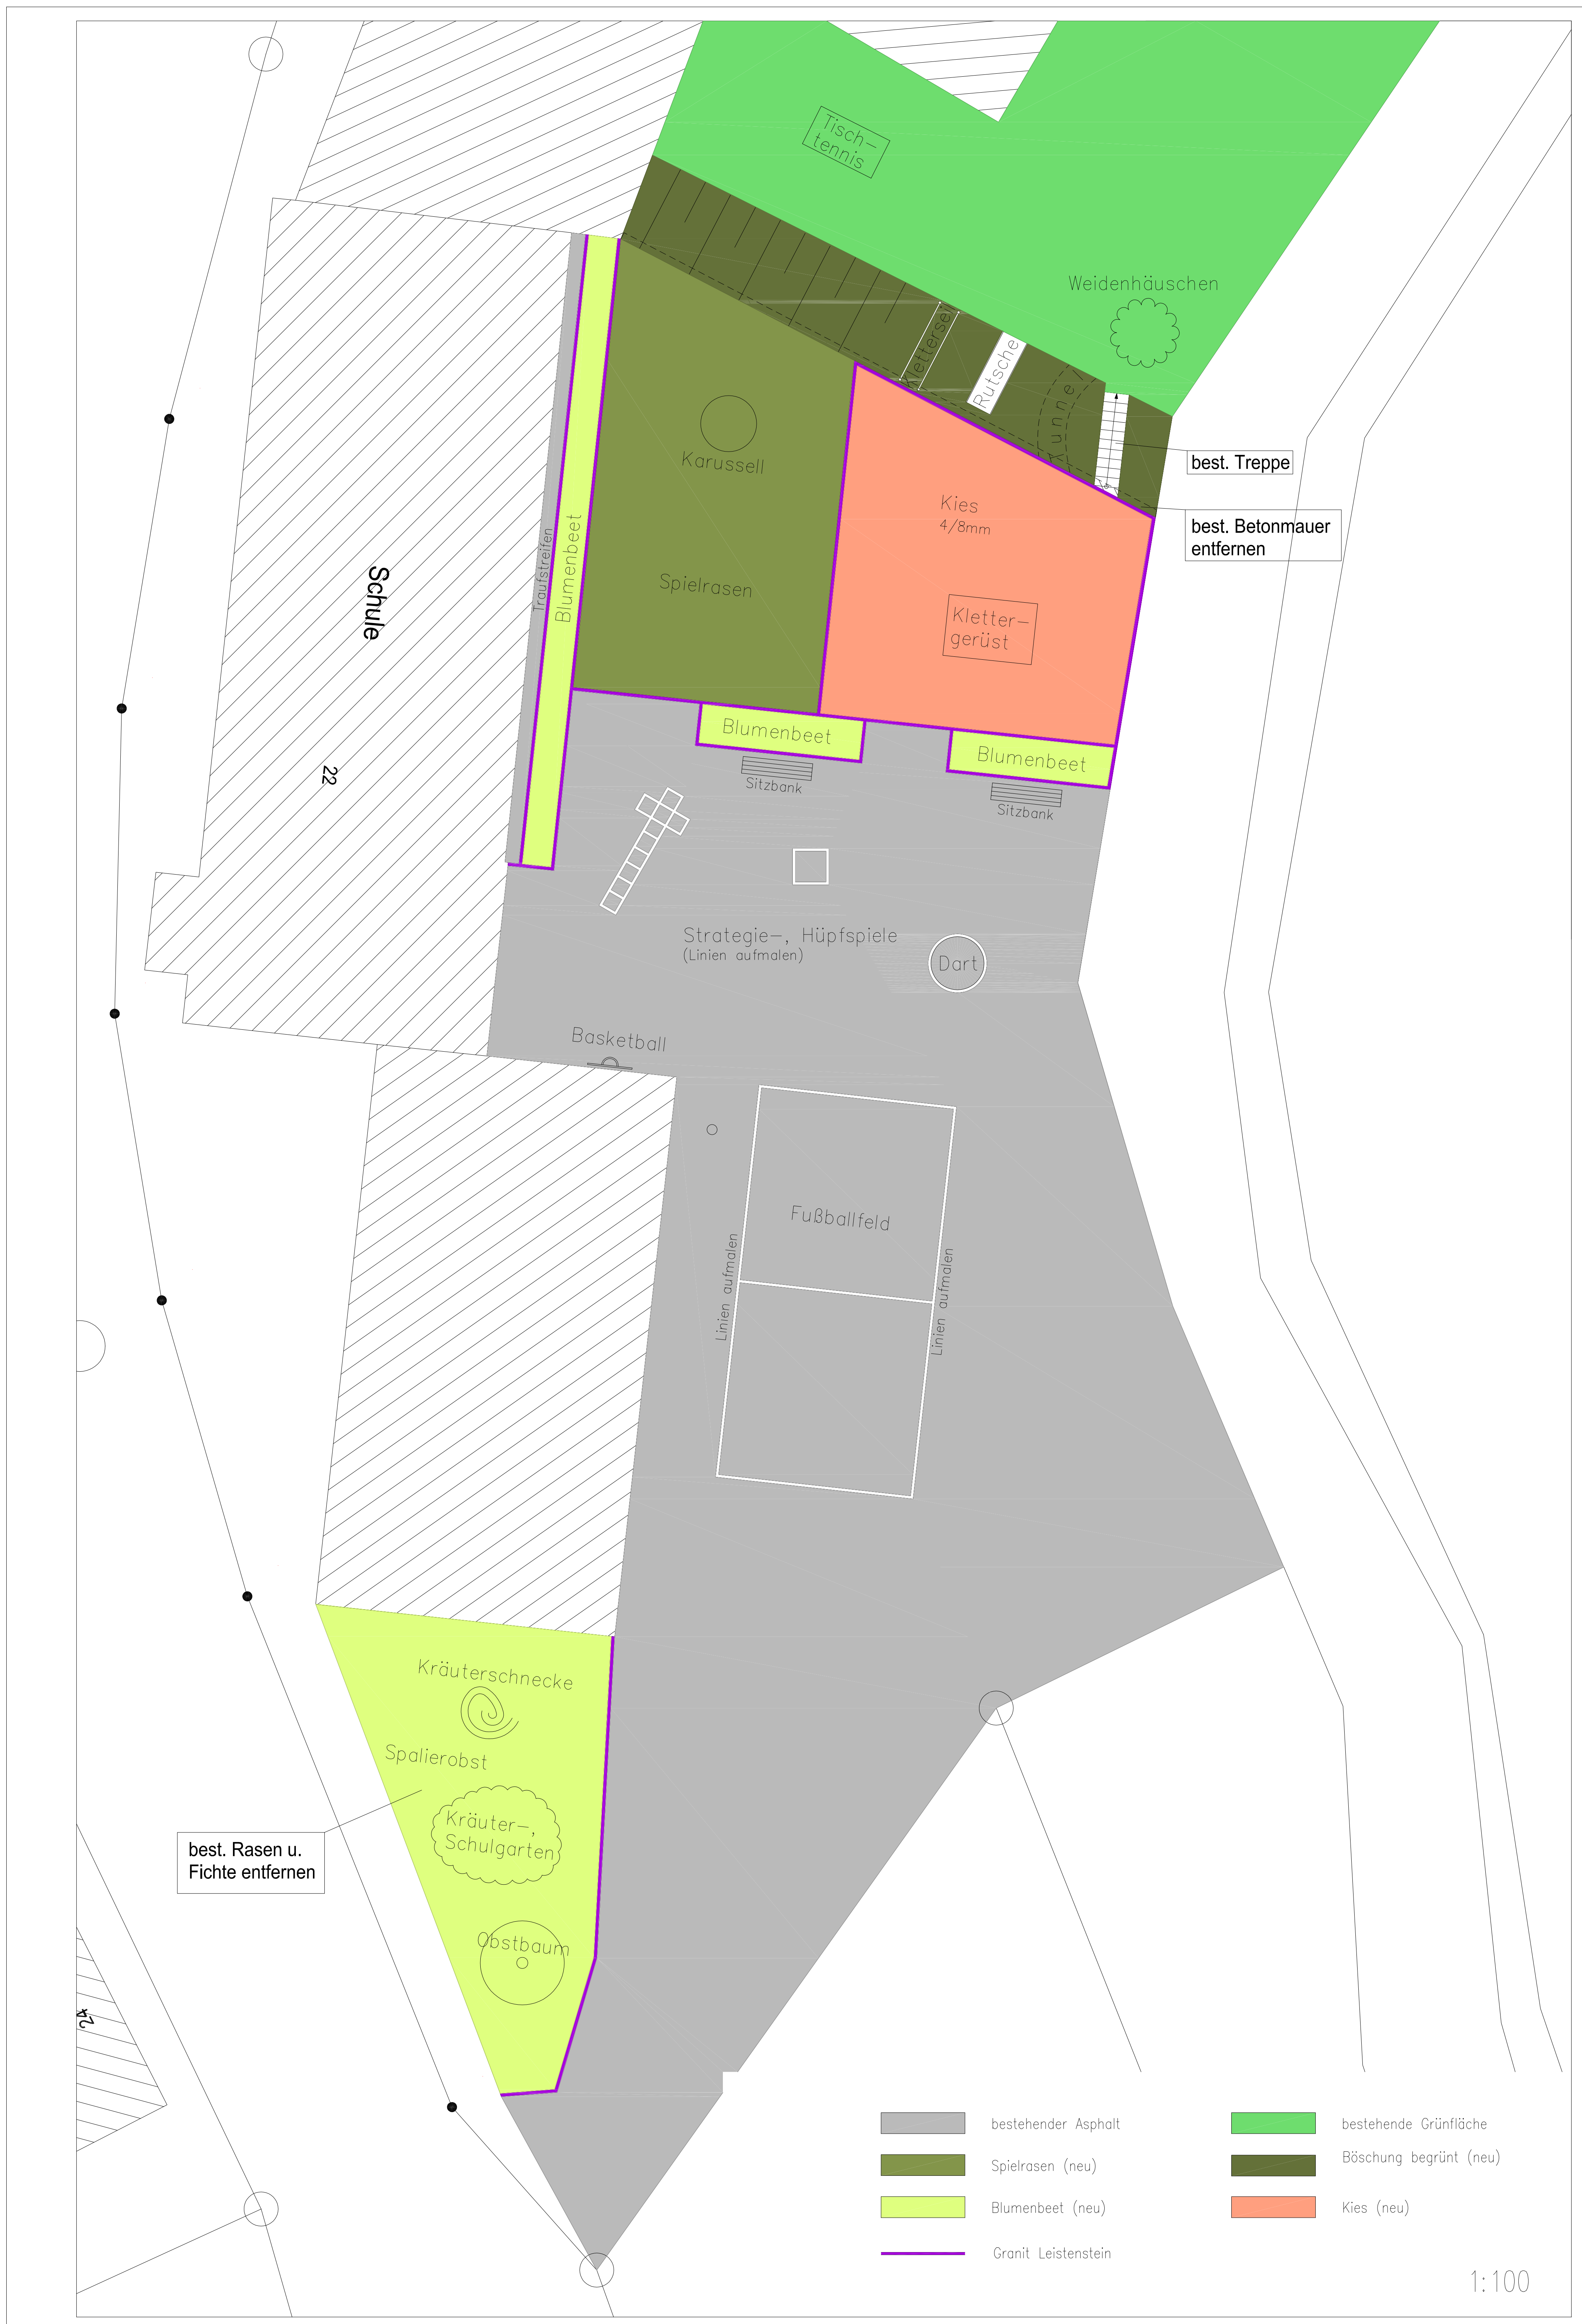 Tisch-
tennis
Weidenhäuschen
Kletterseil
Rutsche
Tunnel
best. Treppe
best. Betonmauer
entfernen
Karussell
Kies
4/8mm
Traufstreifen
Blumenbeet
Spielrasen
Kletter-
gerüst
Schule
22
Blumenbeet
Sitzbank
Blumenbeet
Sitzbank
Strategie-, Hüpfspiele
(Linien aufmalen)
Dart
Basketball
Fußballfeld
Linien aufmalen
Linien aufmalen
Kräuterschnecke
Spalierobst
Kräuter-,
Schulgarten
best. Rasen u.
Fichte entfernen
Obstbaum
24
bestehender Asphalt
bestehende Grünfläche
Spielrasen (neu)
Böschung begrünt (neu)
Blumenbeet (neu)
Kies (neu)
Granit Leistenstein
1:100